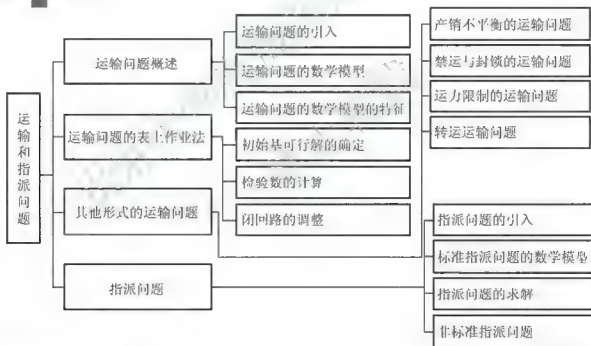 运输和指派问题
运输问题概述
运输问题的引入
运输问题的数学模型
运输问题的数学模型的特征
运输问题的表上作业法
初始基可行解的确定
检验数的计算
闭回路的调整
其他形式的运输问题
产销不平衡的运输问题
禁运与封锁的运输问题
运力限制的运输问题
转运运输问题
指派问题
指派问题的引入
标准指派问题的数学模型
指派问题的求解
非标准指派问题